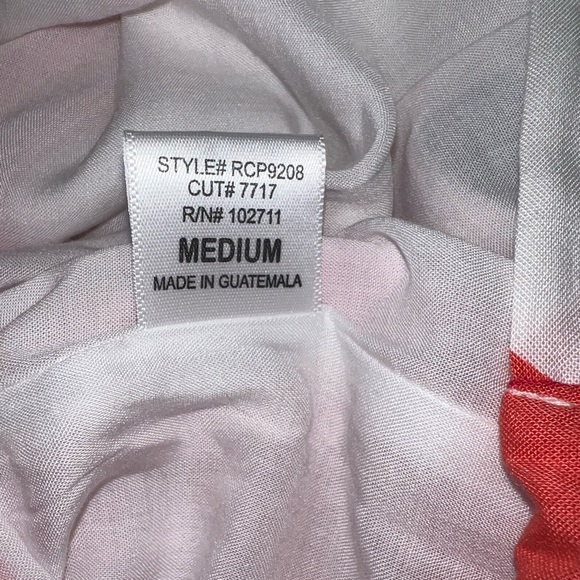 STYLE# RCP9208
CUT# 7717
R/N# 102711
MEDIUM
MADE IN GUATEMALA